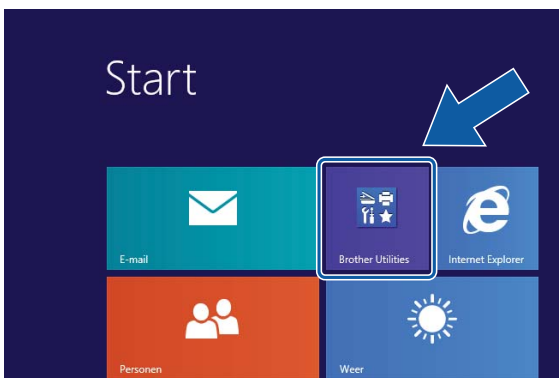 Start
E-mail
Brother Utilities
Internet Explorer
Personen
Weer